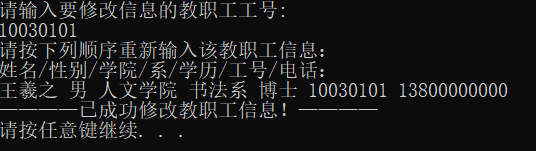 请输入要修改信息的教职工工号:
10030101
请按下列顺序重新输入该教职工信息:
姓名/性别/学院/系/学历/工号/电话:
王羲之 男 人文学院 书法系 博士 10030101 13800000000
————已成功修改教职工信息！————
请按任意键继续. . .